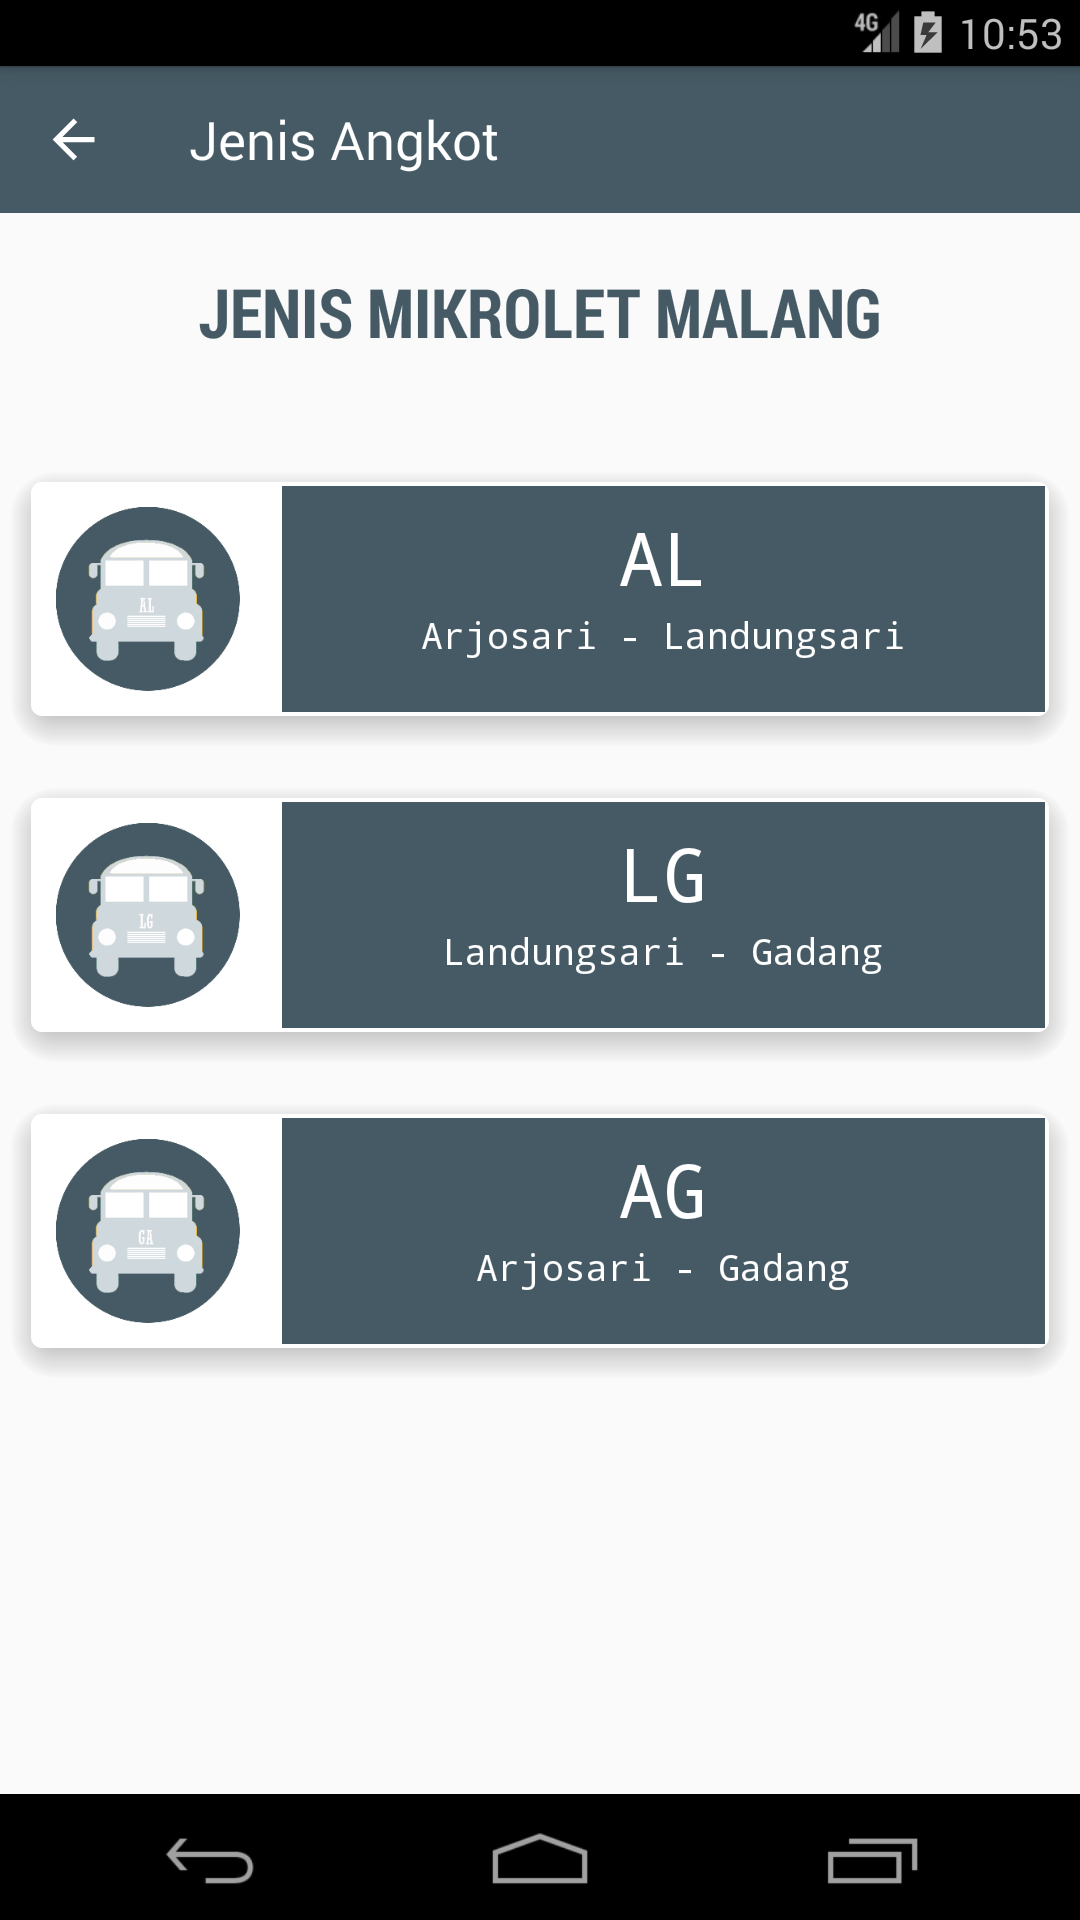 4G 10:53
Jenis Angkot
JENIS MIKROLET MALANG
AL
AL
Arjosari - Landungsari
LG
LG
Landungsari - Gadang
GA
AG
Arjosari - Gadang